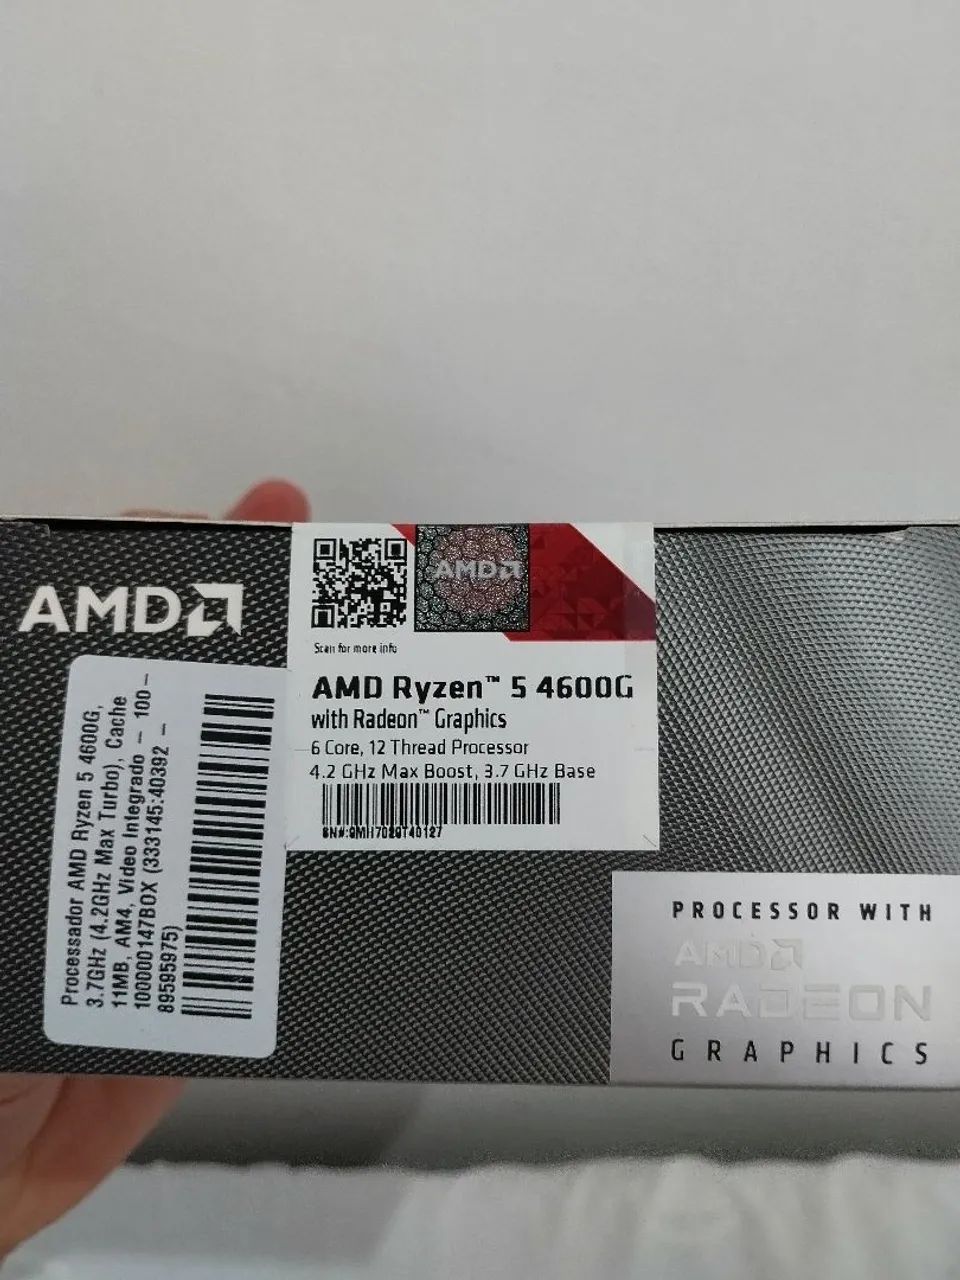 AMD
AMD
Scan for more info
AMD Ryzen™ 5 4600G
with Radeon™ Graphics
6 Core, 12 Thread Processor
4.2 GHz Max Boost, 3.7 GHz Base
Processador AMD Ryzen 5 4600G,
3.7GHz (4.2GHz Max Turbo), Cache
11MB, AM4, Vídeo Integrado - 100-
100000147BOX (333145:40392 -
89595975)
PROCESSOR WITH
AMD
RADEON
GRAPHICS